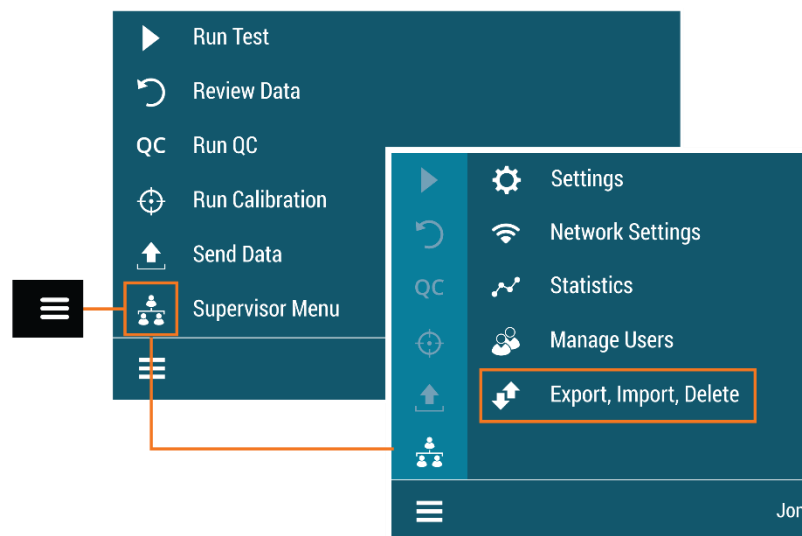 Run Test
Review Data
QC Run QC
Run Calibration
Send Data
Supervisor Menu
Settings
Network Settings
QC Statistics
Manage Users
Export, Import, Delete
Jon